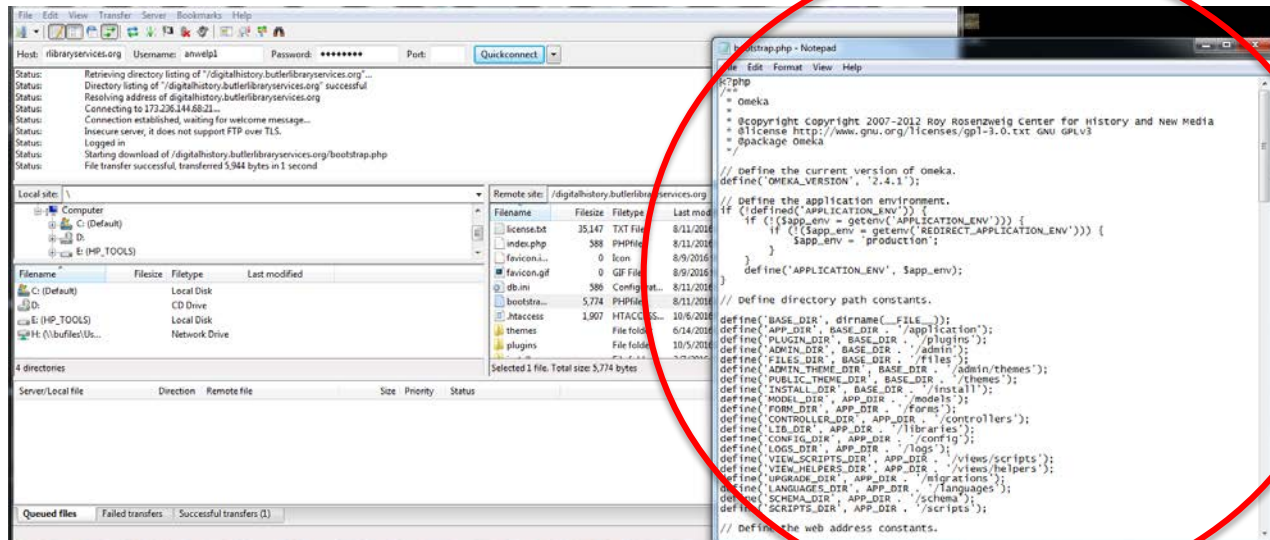 File Edit View Transfer Server Bookmarks Help
Host: rlibraryservices.org Username: anwelp1 Password: ●●●●●●●● Port: Quickconnect
Status: Retrieving directory listing of "/digitalhistory.butlerlibraryservices.org"...
Status: Directory listing of "/digitalhistory.butlerlibraryservices.org" successful
Status: Resolving address of digitalhistory.butlerlibraryservices.org
Status: Connecting to 173.236.144.68:21...
Status: Connection established, waiting for welcome message...
Status: Insecure server, it does not support FTP over TLS.
Status: Logged in
Status: Starting download of /digitalhistory.butlerlibraryservices.org/bootstrap.php
Status: File transfer successful, transferred 5,944 bytes in 1 second
Local site: \
Computer
C: (Default)
D:
E: (HP_TOOLS)
Filename Filesize Filetype Last modified
C: (Default) Local Disk
D: CD Drive
E: (HP_TOOLS) Local Disk
H: (\\bufiles\Us... Network Drive
4 directories
Remote site: /digitalhistory.butlerlibraryservices.org
Filename Filesize Filetype Last mod
license.txt 35,147 TXT File 8/11/2016
index.php 588 PHPfile 8/11/2016
favicon.i... 0 Icon 8/9/2016
favicon.gif 0 GIF File 8/9/2016
db.ini 586 Configurat... 8/11/2016
bootstra... 5,774 PHPfile 8/11/2016
.htaccess 1,907 HTACCESS... 10/6/2016
themes File folder 6/14/2016
plugins File folder 10/5/2016
Selected 1 file. Total size: 5,774 bytes
Server/Local file Direction Remote file Size Priority Status
Queued files Failed transfers Successful transfers (1)
bootstrap.php - Notepad
File Edit Format View Help
<?php
/**
* Omeka
*
* @copyright Copyright 2007-2012 Roy Rosenzweig Center for History and New Media
* @license http://www.gnu.org/licenses/gpl-3.0.txt GNU GPLv3
* @package Omeka
*/
// Define the current version of Omeka.
define('OMEKA_VERSION', '2.4.1');
// Define the application environment.
if (!defined('APPLICATION_ENV')) {
if (!($app_env = getenv('APPLICATION_ENV'))) {
if (!($app_env = getenv('REDIRECT_APPLICATION_ENV'))) {
$app_env = 'production';
}
}
define('APPLICATION_ENV', $app_env);
}
// Define directory path constants.
define('BASE_DIR', dirname(__FILE__));
define('APP_DIR', BASE_DIR . '/application');
define('PLUGIN_DIR', BASE_DIR . '/plugins');
define('ADMIN_DIR', BASE_DIR . '/admin');
define('FILES_DIR', BASE_DIR . '/files');
define('ADMIN_THEME_DIR', BASE_DIR . '/admin/themes');
define('PUBLIC_THEME_DIR', BASE_DIR . '/themes');
define('INSTALL_DIR', BASE_DIR . '/install');
define('MODEL_DIR', APP_DIR . '/models');
define('FORM_DIR', APP_DIR . '/forms');
define('CONTROLLER_DIR', APP_DIR . '/controllers');
define('LIB_DIR', APP_DIR . '/libraries');
define('CONFIG_DIR', APP_DIR . '/config');
define('LOGS_DIR', APP_DIR . '/logs');
define('VIEW_SCRIPTS_DIR', APP_DIR . '/views/scripts');
define('VIEW_HELPERS_DIR', APP_DIR . '/views/helpers');
define('UPGRADE_DIR', APP_DIR . '/migrations');
define('LANGUAGES_DIR', APP_DIR . '/languages');
define('SCHEMA_DIR', APP_DIR . '/schema');
define('SCRIPTS_DIR', APP_DIR . '/scripts');
// Define the web address constants.